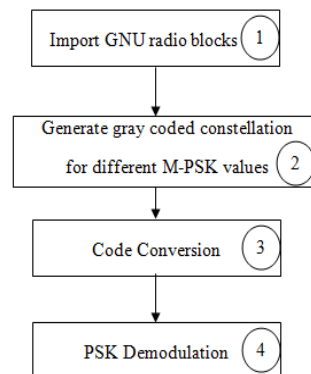 Import GNU radio blocks 1
Generate gray coded constellation
for different M-PSK values 2
Code Conversion 3
PSK Demodulation 4